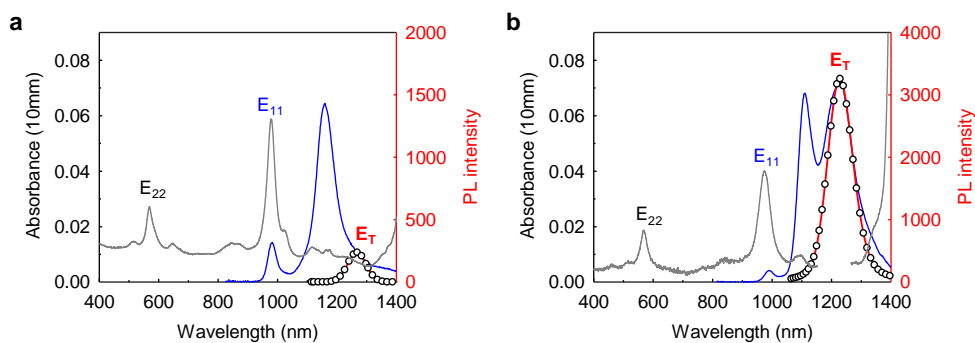 a
2000
0.08
1500
0.06
1000
0.04
500
0.02
0
0.00
400 600 800 1000 1200 1400
Absorbance (10mm)
PL intensity
Wavelength (nm)
E22
E11
ET
b
4000
0.08
3000
0.06
2000
0.04
1000
0.02
0
0.00
400 600 800 1000 1200 1400
Absorbance (10mm)
PL intensity
Wavelength (nm)
E22
E11
ET